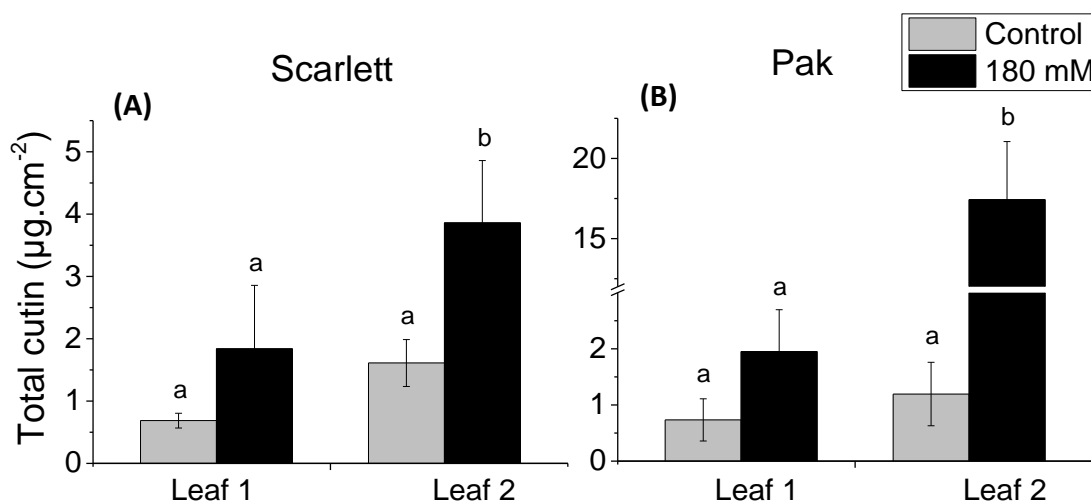 Scarlett
Pak
Control
180 mM
(A)
(B)
Total cutin (µg.cm⁻²)
5
4
3
2
1
0
a
a
a
b
Leaf 1
Leaf 2
20
15
2
1
0
a
a
a
b
Leaf 1
Leaf 2